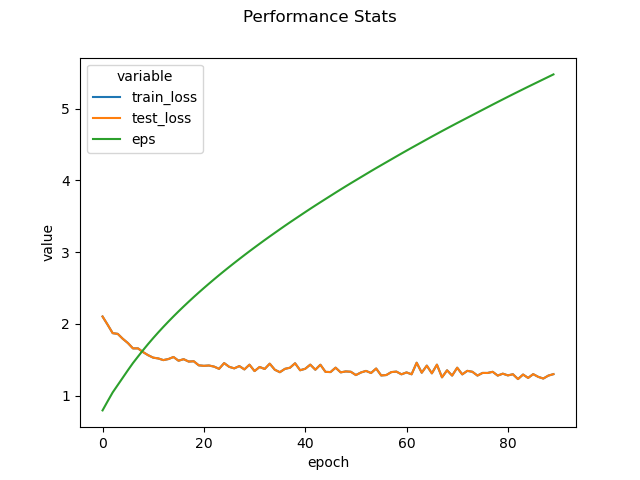 Performance Stats
variable
train_loss
test_loss
eps
value
5
4
3
2
1
0
20
40
60
80
epoch